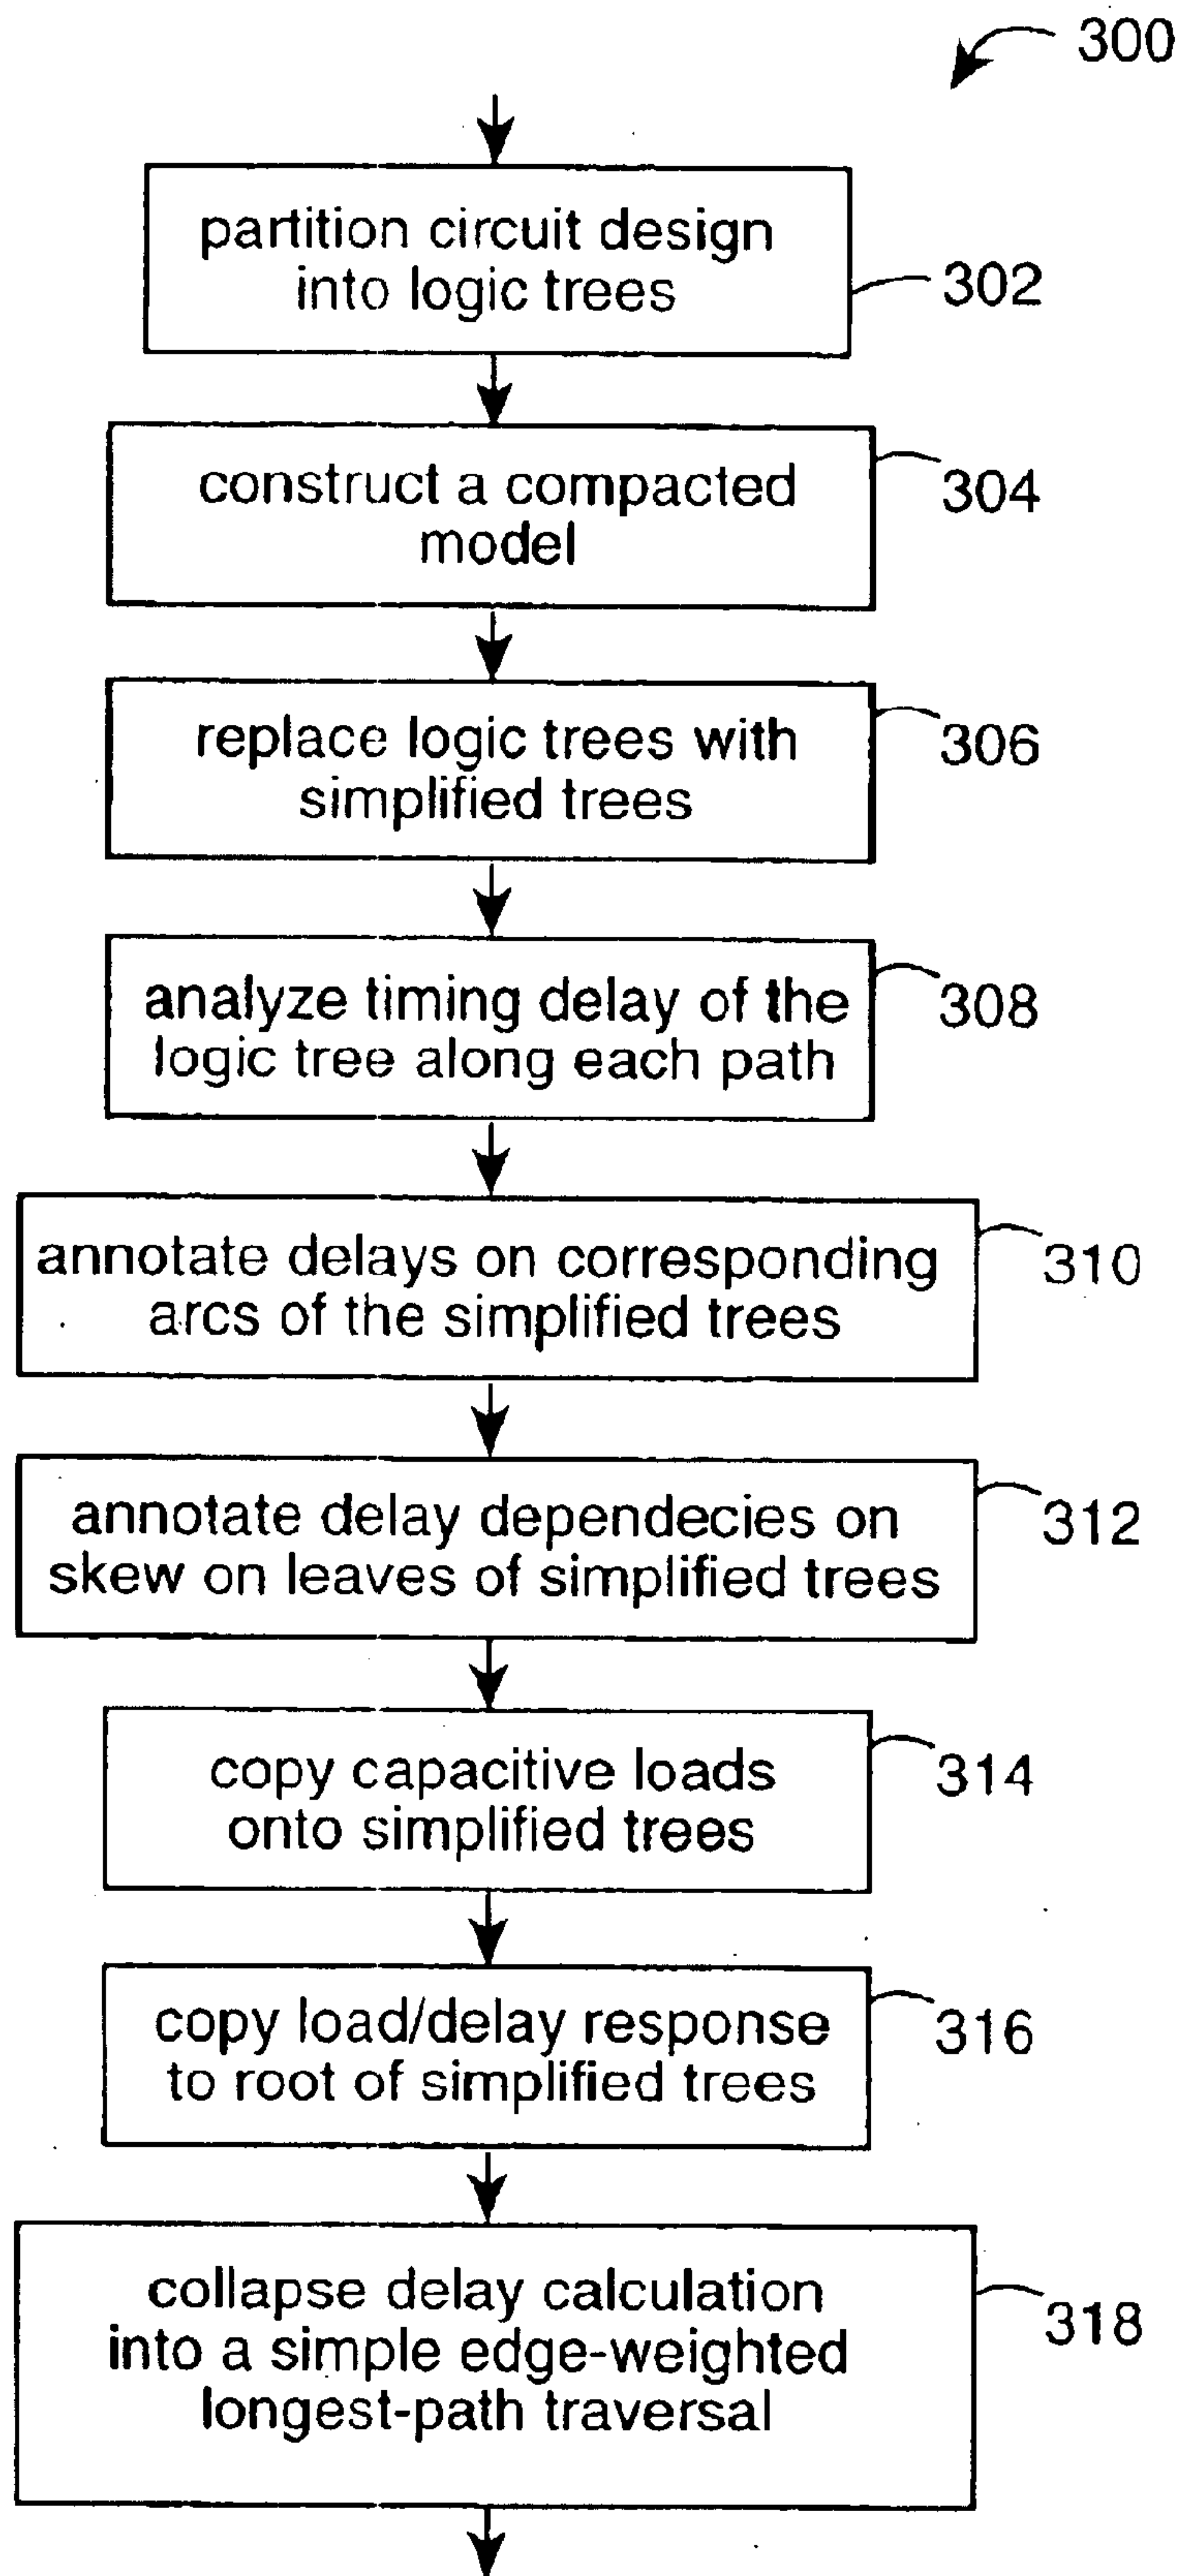 300
partition circuit design
into logic trees
302
construct a compacted
model
304
replace logic trees with
simplified trees
306
analyze timing delay of the
logic tree along each path
308
annotate delays on corresponding
arcs of the simplified trees
310
annotate delay dependecies on
skew on leaves of simplified trees
312
copy capacitive loads
onto simplified trees
314
copy load/delay response
to root of simplified trees
316
collapse delay calculation
into a simple edge-weighted
longest-path traversal
318